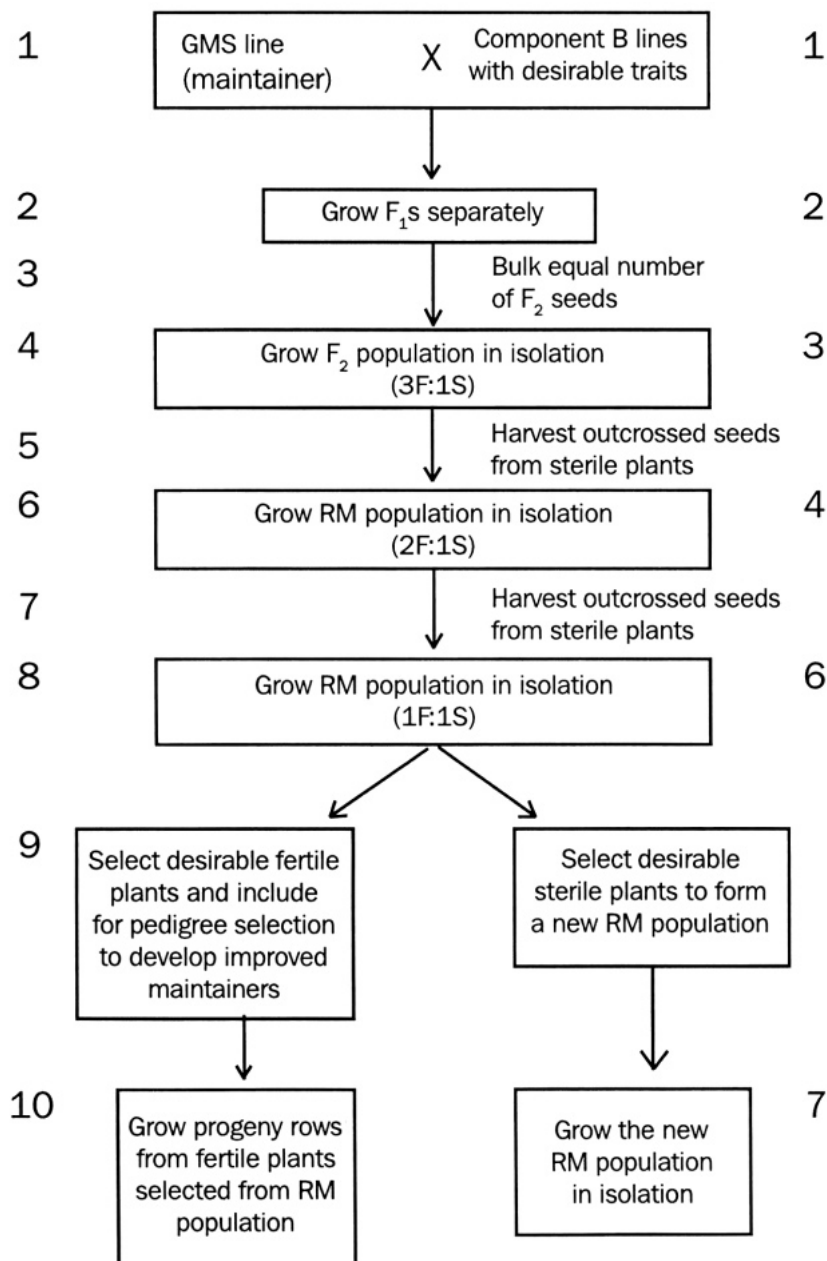 1
GMS line
(maintainer)
X
Component B lines
with desirable traits
1
2
Grow F₁s separately
2
3
Bulk equal number
of F₂ seeds
4
Grow F₂ population in isolation
(3F:1S)
3
5
Harvest outcrossed seeds
from sterile plants
6
Grow RM population in isolation
(2F:1S)
4
7
Harvest outcrossed seeds
from sterile plants
8
Grow RM population in isolation
(1F:1S)
6
9
Select desirable fertile
plants and include
for pedigree selection
to develop improved
maintainers
Select desirable
sterile plants to form
a new RM population
10
Grow progeny rows
from fertile plants
selected from RM
population
Grow the new
RM population
in isolation
7